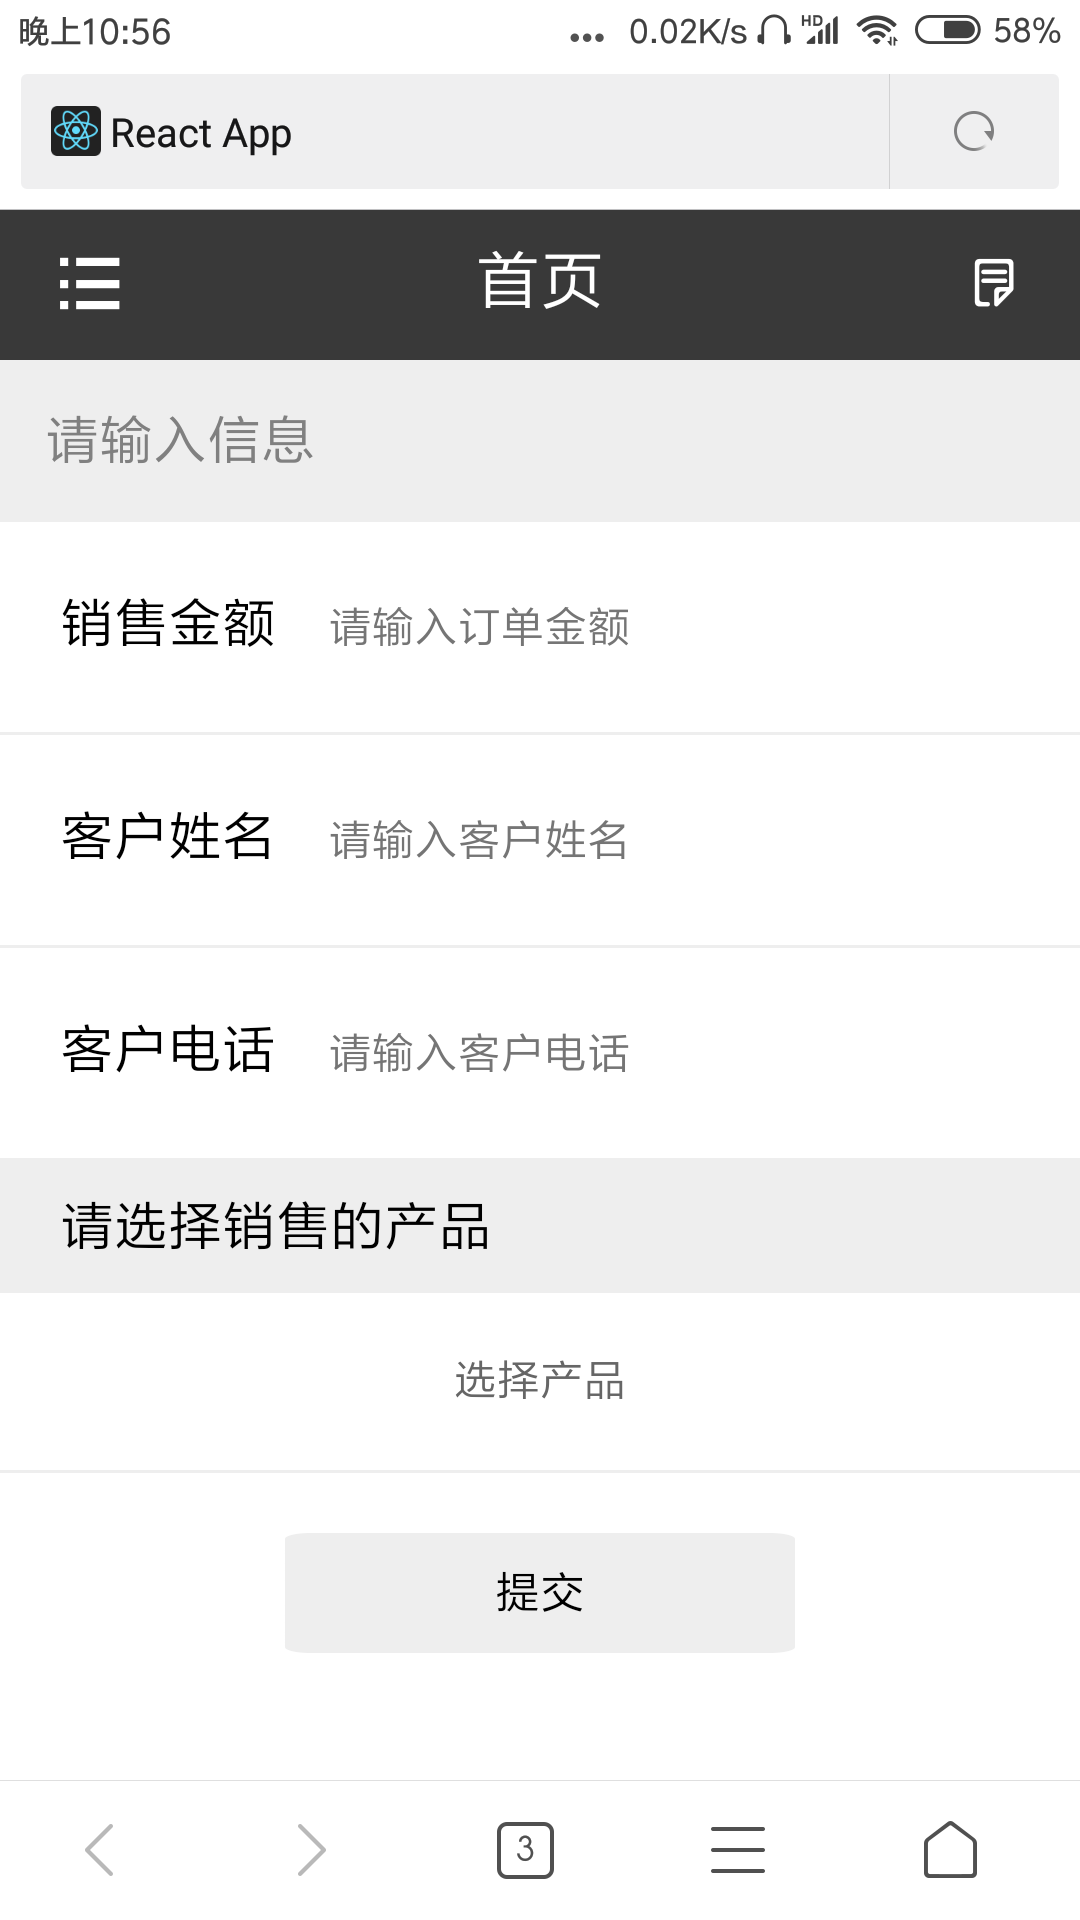 晚上10:56
... 0.02K/s HD 58%
React App
首页
请输入信息
销售金额 请输入订单金额
客户姓名 请输入客户姓名
客户电话 请输入客户电话
请选择销售的产品
选择产品
提交
3